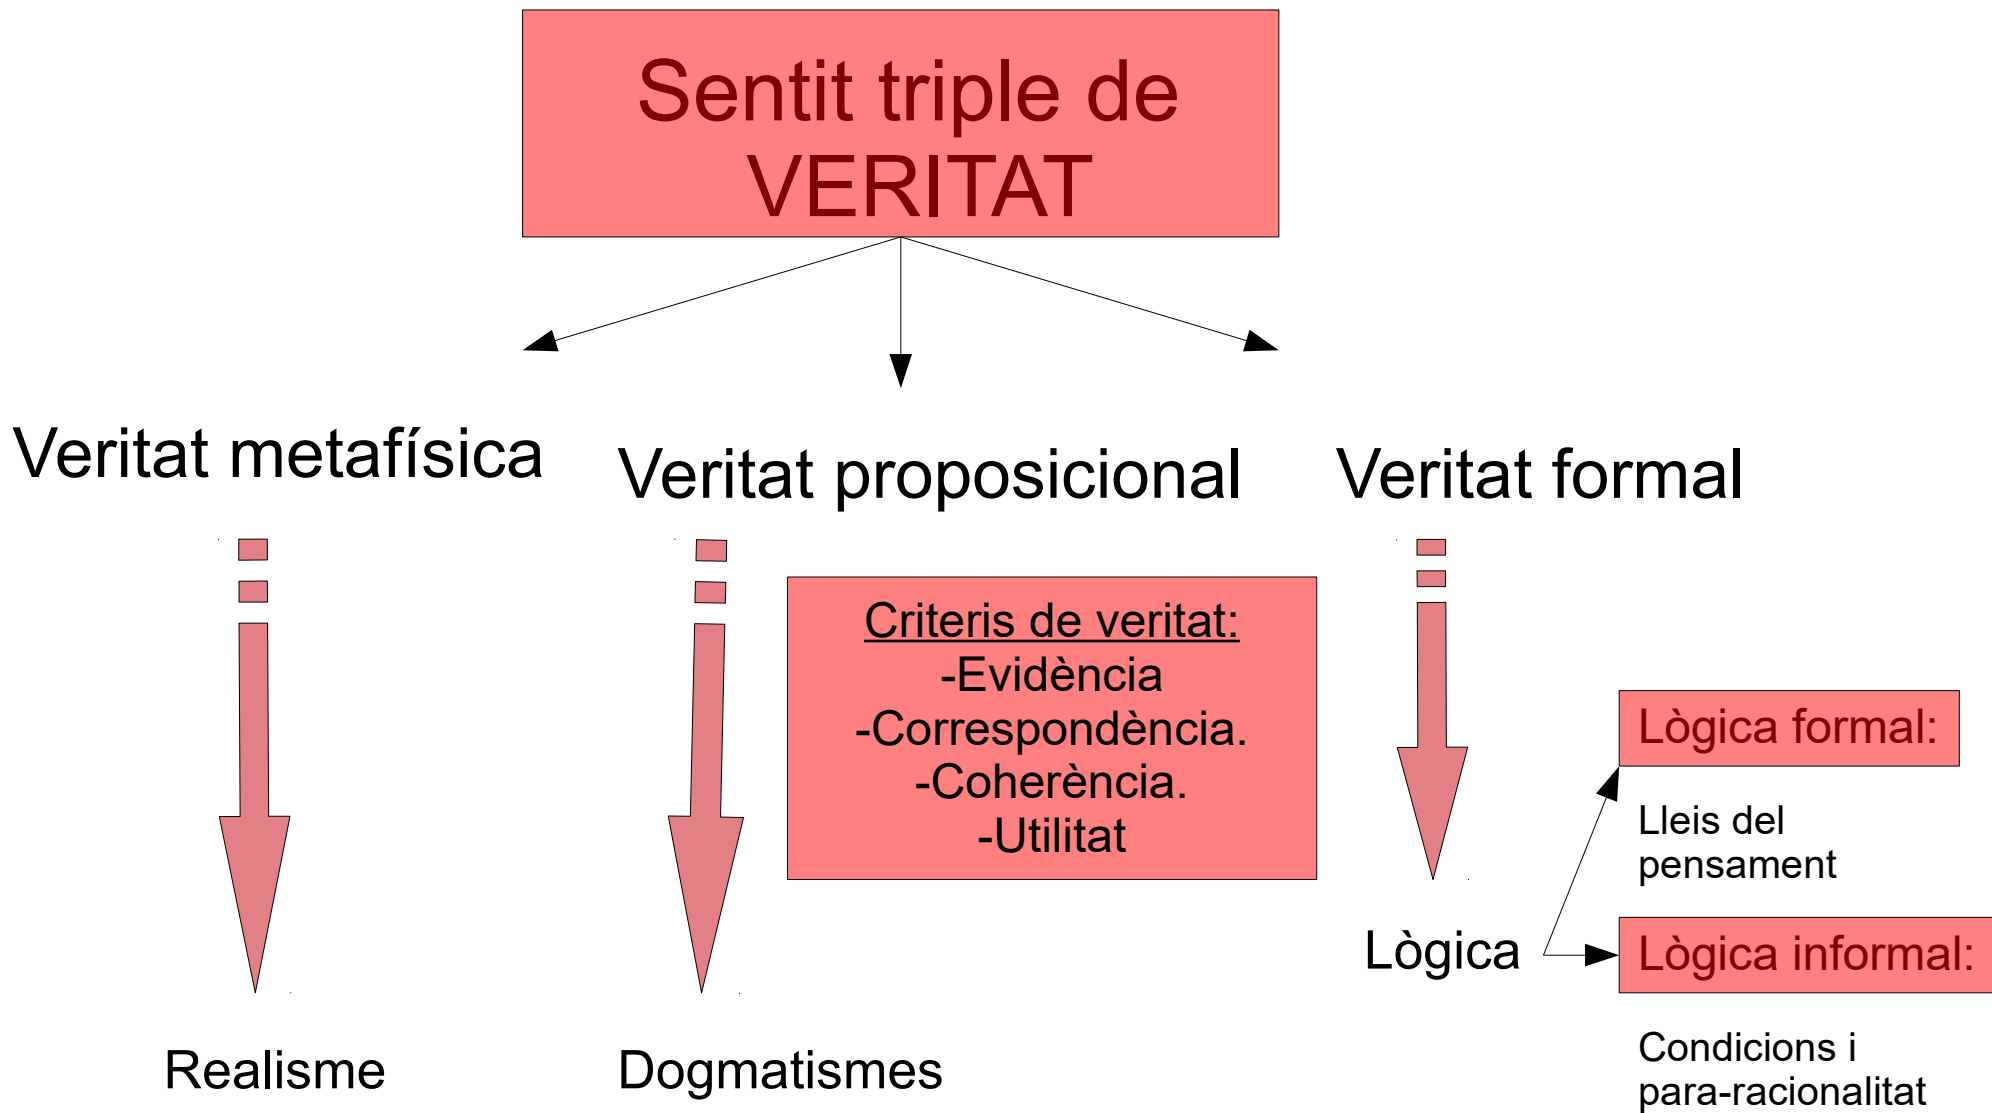 Sentit triple de
VERITAT
Veritat metafísica
Veritat proposicional
Veritat formal
Criteris de veritat:
-Evidència
-Correspondència.
-Coherència.
-Utilitat
Lògica formal:
Lleis del
pensament
Lògica
Lògica informal:
Condicions i
para-racionalitat
Realisme
Dogmatismes